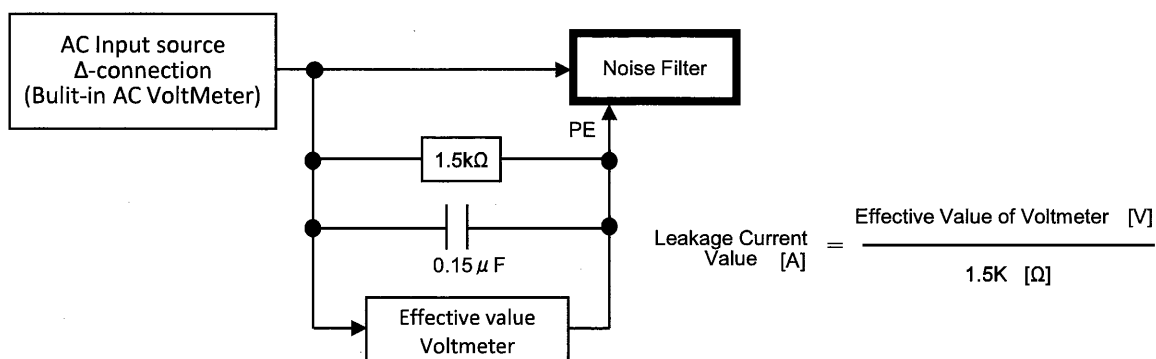 AC Input source
Δ-connection
(Bulit-in AC VoltMeter)
Noise Filter
PE
1.5kΩ
0.15μF
Effective value
Voltmeter
Leakage Current
Value [A]
=
Effective Value of Voltmeter [V]
1.5K [Ω]